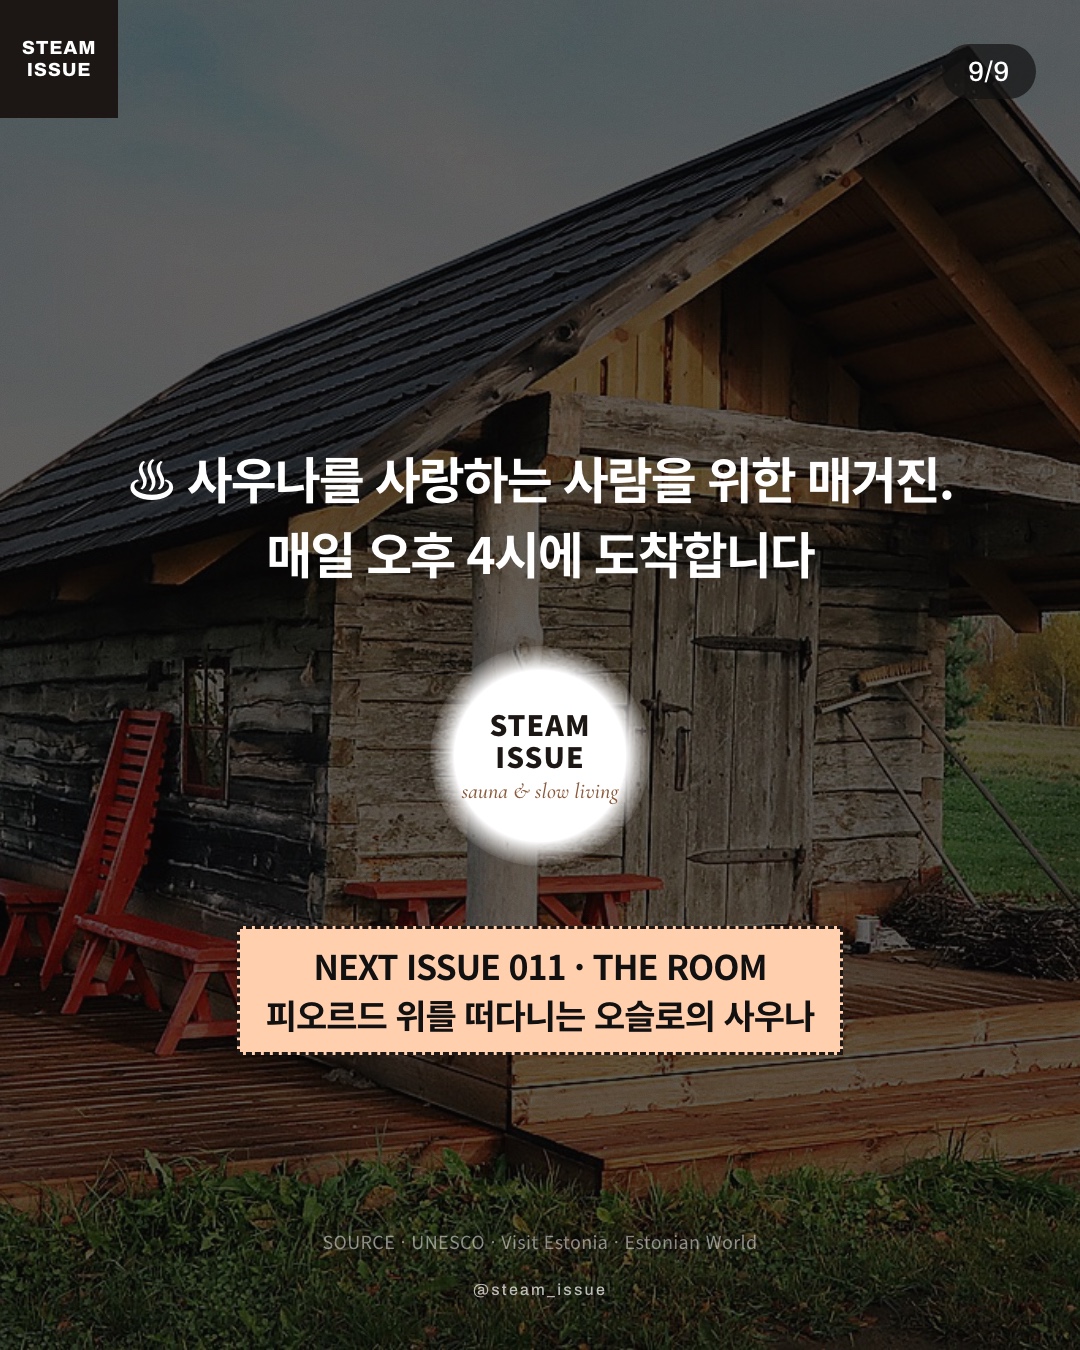 STEAM
ISSUE
9/9
♨ 사우나를 사랑하는 사람을 위한 매거진.
매일 오후 4시에 도착합니다
STEAM
ISSUE
sauna & slow living
NEXT ISSUE 011 · THE ROOM
피오르드 위를 떠다니는 오슬로의 사우나
SOURCE · UNESCO · Visit Estonia · Estonian World
@steam_issue